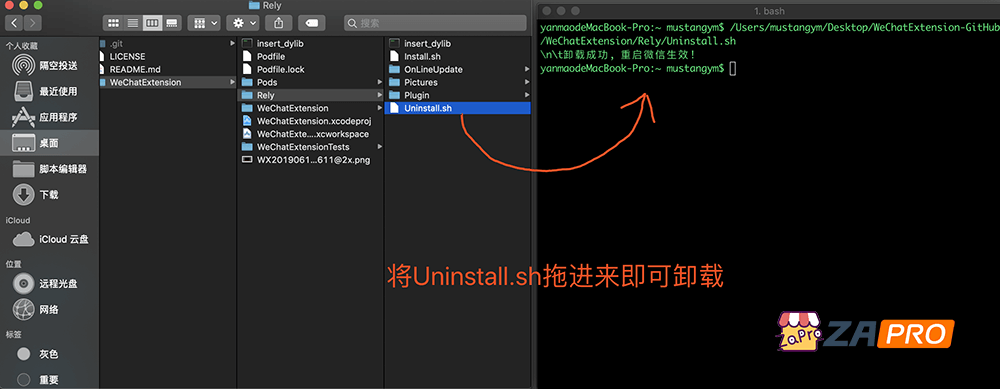 Rely
搜索
个人收藏
隔空投送
最近使用
应用程序
桌面
脚本编辑器
下载
iCloud
iCloud 云盘
位置
远程光盘
网络
标签
灰色
重要
.git
LICENSE
README.md
WeChatExtension
insert_dylib
Podfile
Podfile.lock
Pods
Rely
WeChatExtension
WeChatExtension.xcodeproj
WeChatExte....xcworkspace
WeChatExtensionTests
WX2019061...611@2x.png
insert_dylib
Install.sh
OnLineUpdate
Pictures
Plugin
Uninstall.sh
1. bash
yanmaodeMacBook-Pro:~ mustangym$ /Users/mustangym/Desktop/WeChatExtension-GitHub
/WeChatExtension/Rely/Uninstall.sh
\n\t卸载成功，重启微信生效！
yanmaodeMacBook-Pro:~ mustangym$
将Uninstall.sh拖进来即可卸载
ZaPro
ZAPRO